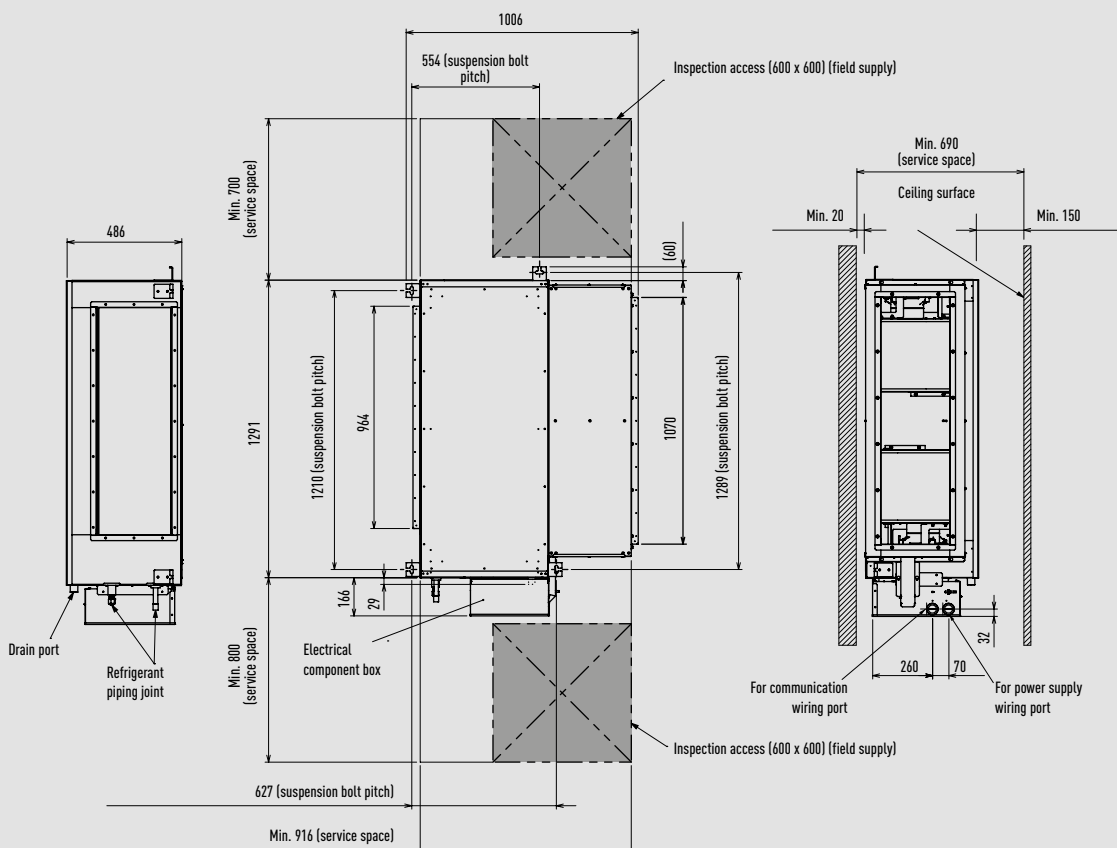 1006
554 (suspension bolt
pitch)
Inspection access (600 x 600) (field supply)
Min. 700
(service space)
Min. 690
(service space)
Ceiling surface
Min. 20
Min. 150
486
(60)
1291
1210 (suspension bolt pitch)
964
1070
1289 (suspension bolt pitch)
166
29
Drain port
Refrigerant
piping joint
Electrical
component box
Min. 800
(service space)
32
260
70
For communication
wiring port
For power supply
wiring port
Inspection access (600 x 600) (field supply)
627 (suspension bolt pitch)
Min. 916 (service space)